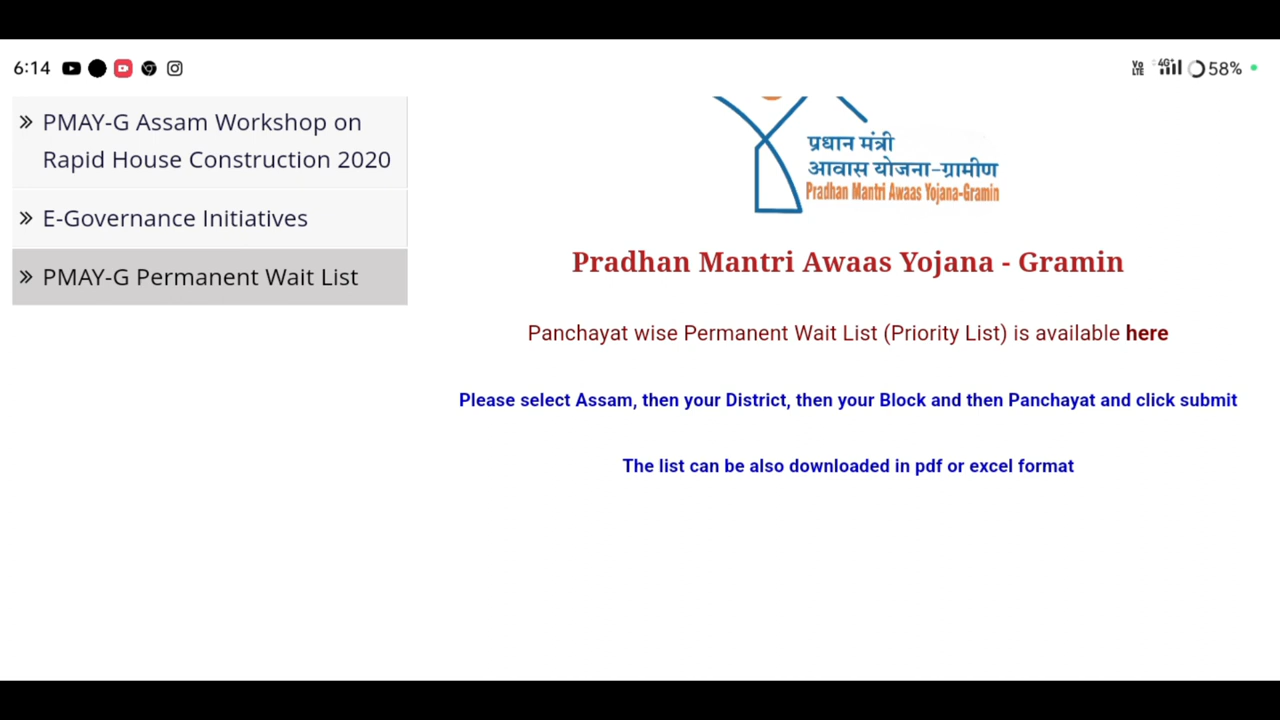 6:14
Vo LTE 4G+ 58%
» PMAY-G Assam Workshop on
Rapid House Construction 2020
» E-Governance Initiatives
» PMAY-G Permanent Wait List
प्रधान मंत्री
आवास योजना-ग्रामीण
Pradhan Mantri Awaas Yojana-Gramin
Pradhan Mantri Awaas Yojana - Gramin
Panchayat wise Permanent Wait List (Priority List) is available here
Please select Assam, then your District, then your Block and then Panchayat and click submit
The list can be also downloaded in pdf or excel format